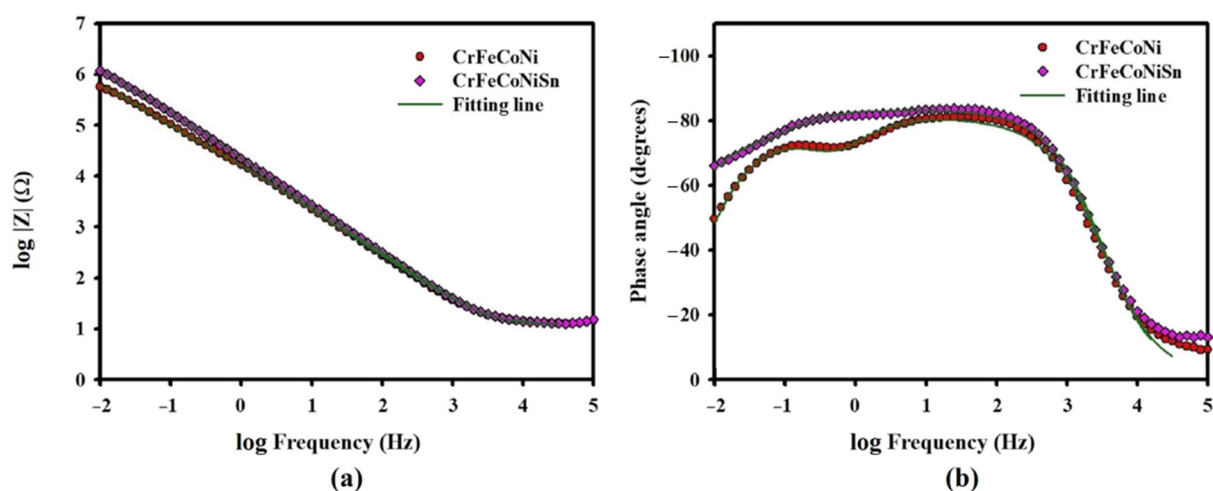 7
6
5
4
3
2
1
0
log |Z| (Ω)
CrFeCoNi
CrFeCoNiSn
Fitting line
−2 −1 0 1 2 3 4 5
log Frequency (Hz)
(a)
−100
−80
−60
−40
−20
0
Phase angle (degrees)
CrFeCoNi
CrFeCoNiSn
Fitting line
−2 −1 0 1 2 3 4 5
log Frequency (Hz)
(b)